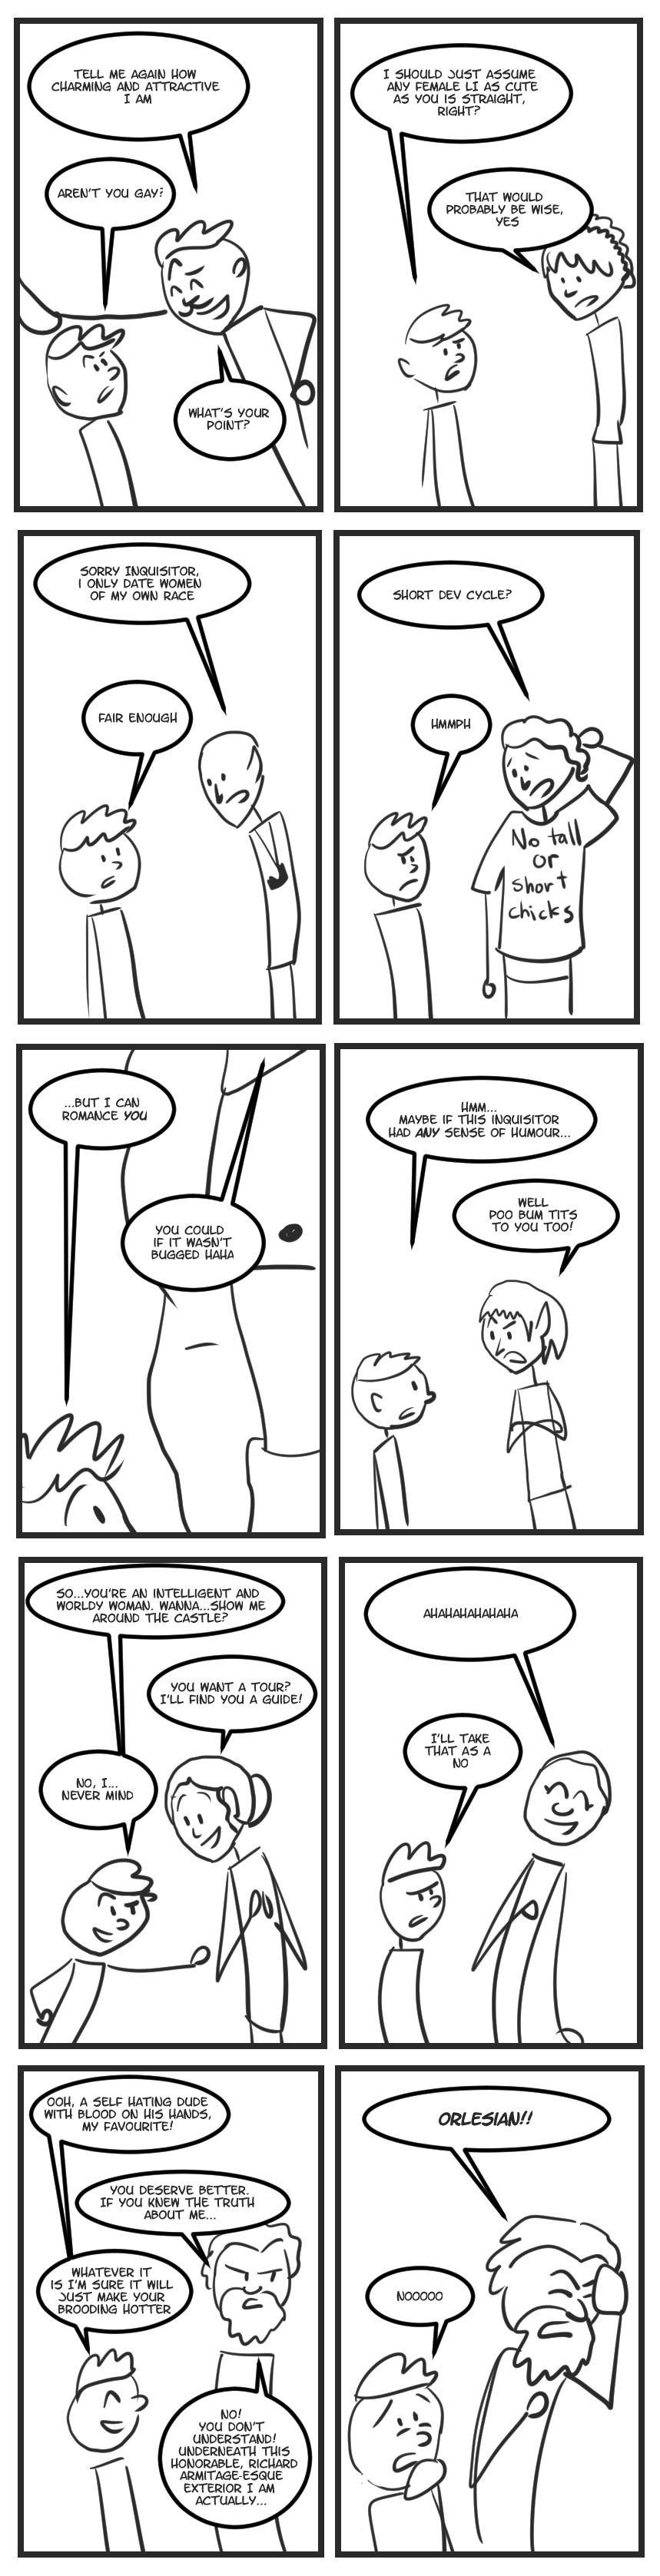 TELL ME AGAIN HOW
CHARMING AND ATTRACTIVE
I AM
AREN'T YOU GAY?
WHAT'S YOUR
POINT?
I SHOULD JUST ASSUME
ANY FEMALE LI AS CUTE
AS YOU IS STRAIGHT,
RIGHT?
THAT WOULD
PROBABLY BE WISE,
YES
SORRY INQUISITOR,
I ONLY DATE WOMEN
OF MY OWN RACE
FAIR ENOUGH
SHORT DEV CYCLE?
HMMPH
No tall
or
short
chicks
...BUT I CAN
ROMANCE YOU
YOU COULD
IF IT WASN'T
BUGGED HAHA
HMM...
MAYBE IF THIS INQUISITOR
HAD ANY SENSE OF HUMOUR...
WELL
POO BUM TITS
TO YOU TOO!
SO...YOU'RE AN INTELLIGENT AND
WORLDY WOMAN. WANNA...SHOW ME
AROUND THE CASTLE?
YOU WANT A TOUR?
I'LL FIND YOU A GUIDE!
NO, I...
NEVER MIND
AHAHAHAHAHAHA
I'LL TAKE
THAT AS A
NO
OOH, A SELF HATING DUDE
WITH BLOOD ON HIS HANDS,
MY FAVOURITE!
YOU DESERVE BETTER.
IF YOU KNEW THE TRUTH
ABOUT ME...
WHATEVER IT
IS I'M SURE IT WILL
JUST MAKE YOUR
BROODING HOTTER
NO!
YOU DON'T
UNDERSTAND!
UNDERNEATH THIS
HONORABLE, RICHARD
ARMITAGE-ESQUE
EXTERIOR I AM
ACTUALLY...
ORLESIAN!!
NOOOOO